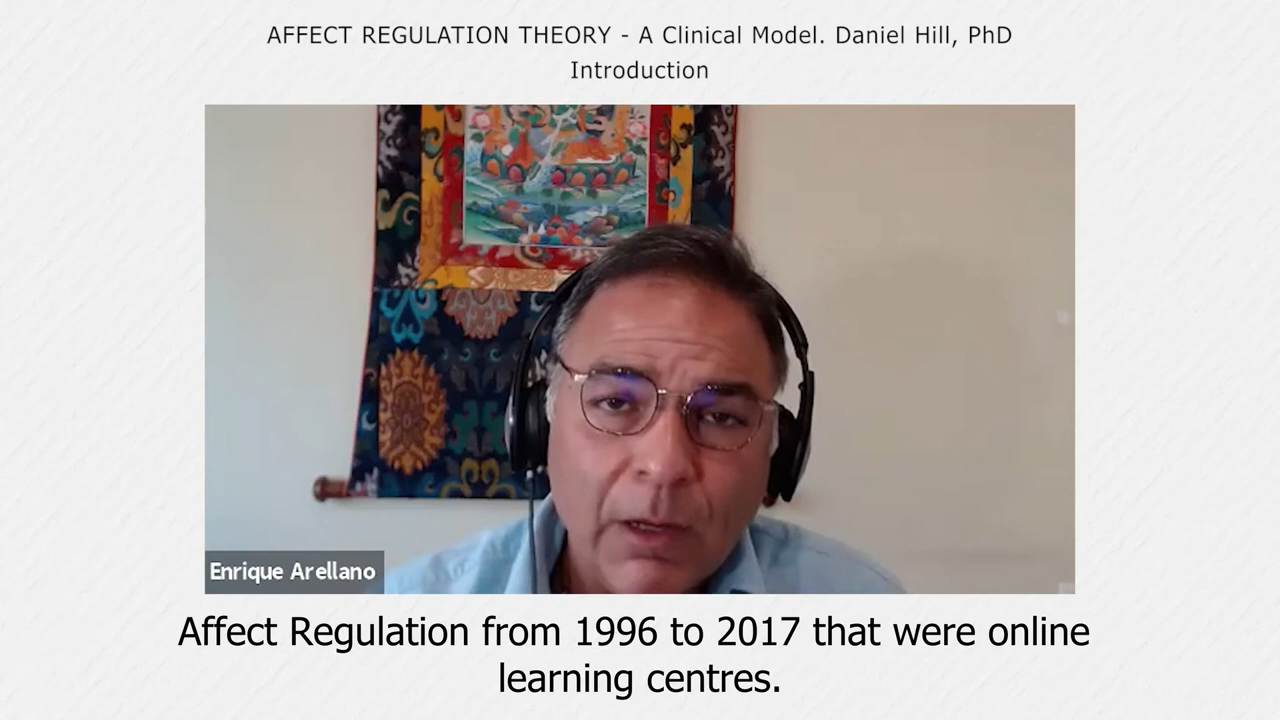 AFFECT REGULATION THEORY - A Clinical Model. Daniel Hill, PhD
Introduction
Enrique Arellano
Affect Regulation from 1996 to 2017 that were online
learning centres.